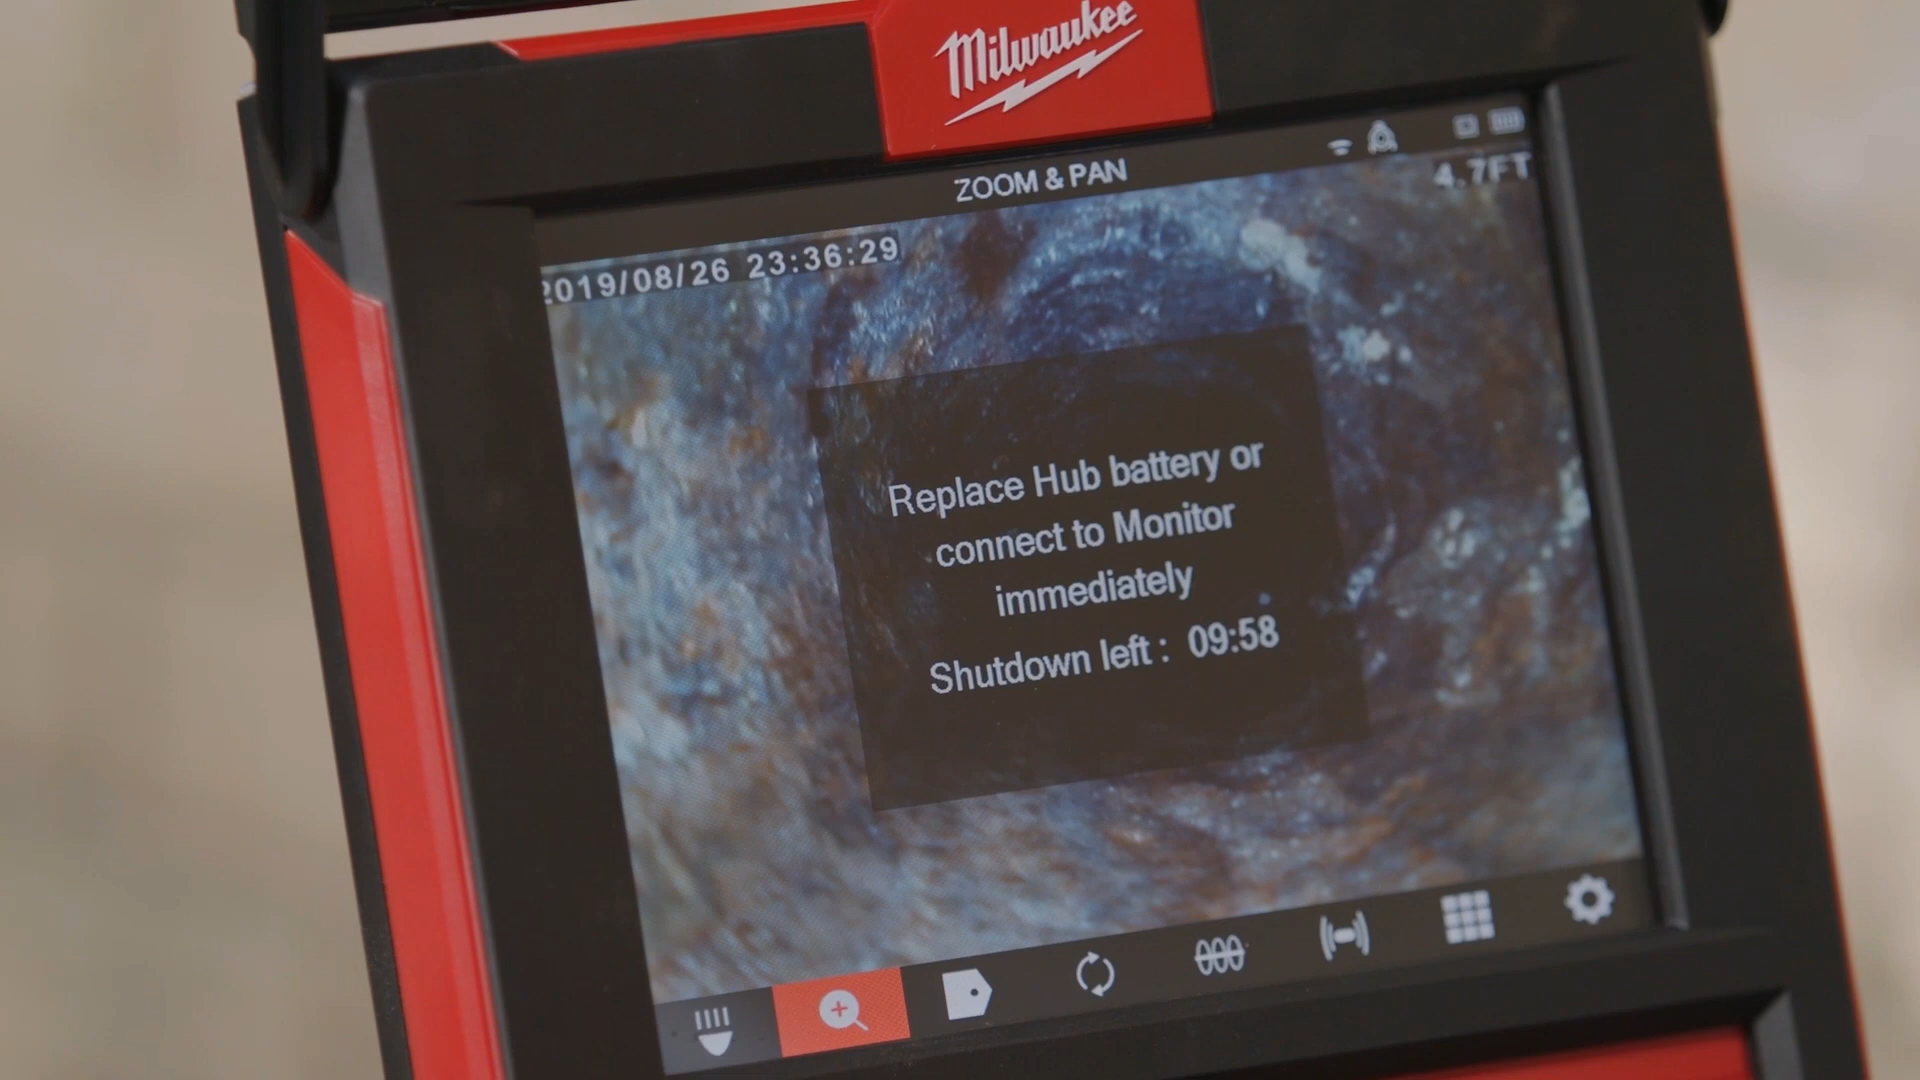 Milwaukee
ZOOM & PAN
4.7FT
2019/08/26 23:36:29
Replace Hub battery or
connect to Monitor
immediately
Shutdown left : 09:58